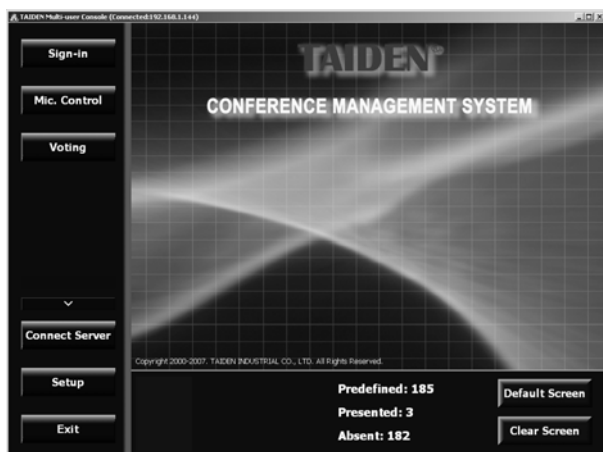 TAIDEN Multi-user Console (Connected:192.168.1.144)
Sign-in
Mic. Control
Voting
Connect Server
Setup
Exit
TAIDEN®
CONFERENCE MANAGEMENT SYSTEM
Copyright 2000-2007. TAIDEN INDUSTRIAL CO., LTD. All Rights Reserved.
Predefined: 185
Presented: 3
Absent: 182
Default Screen
Clear Screen